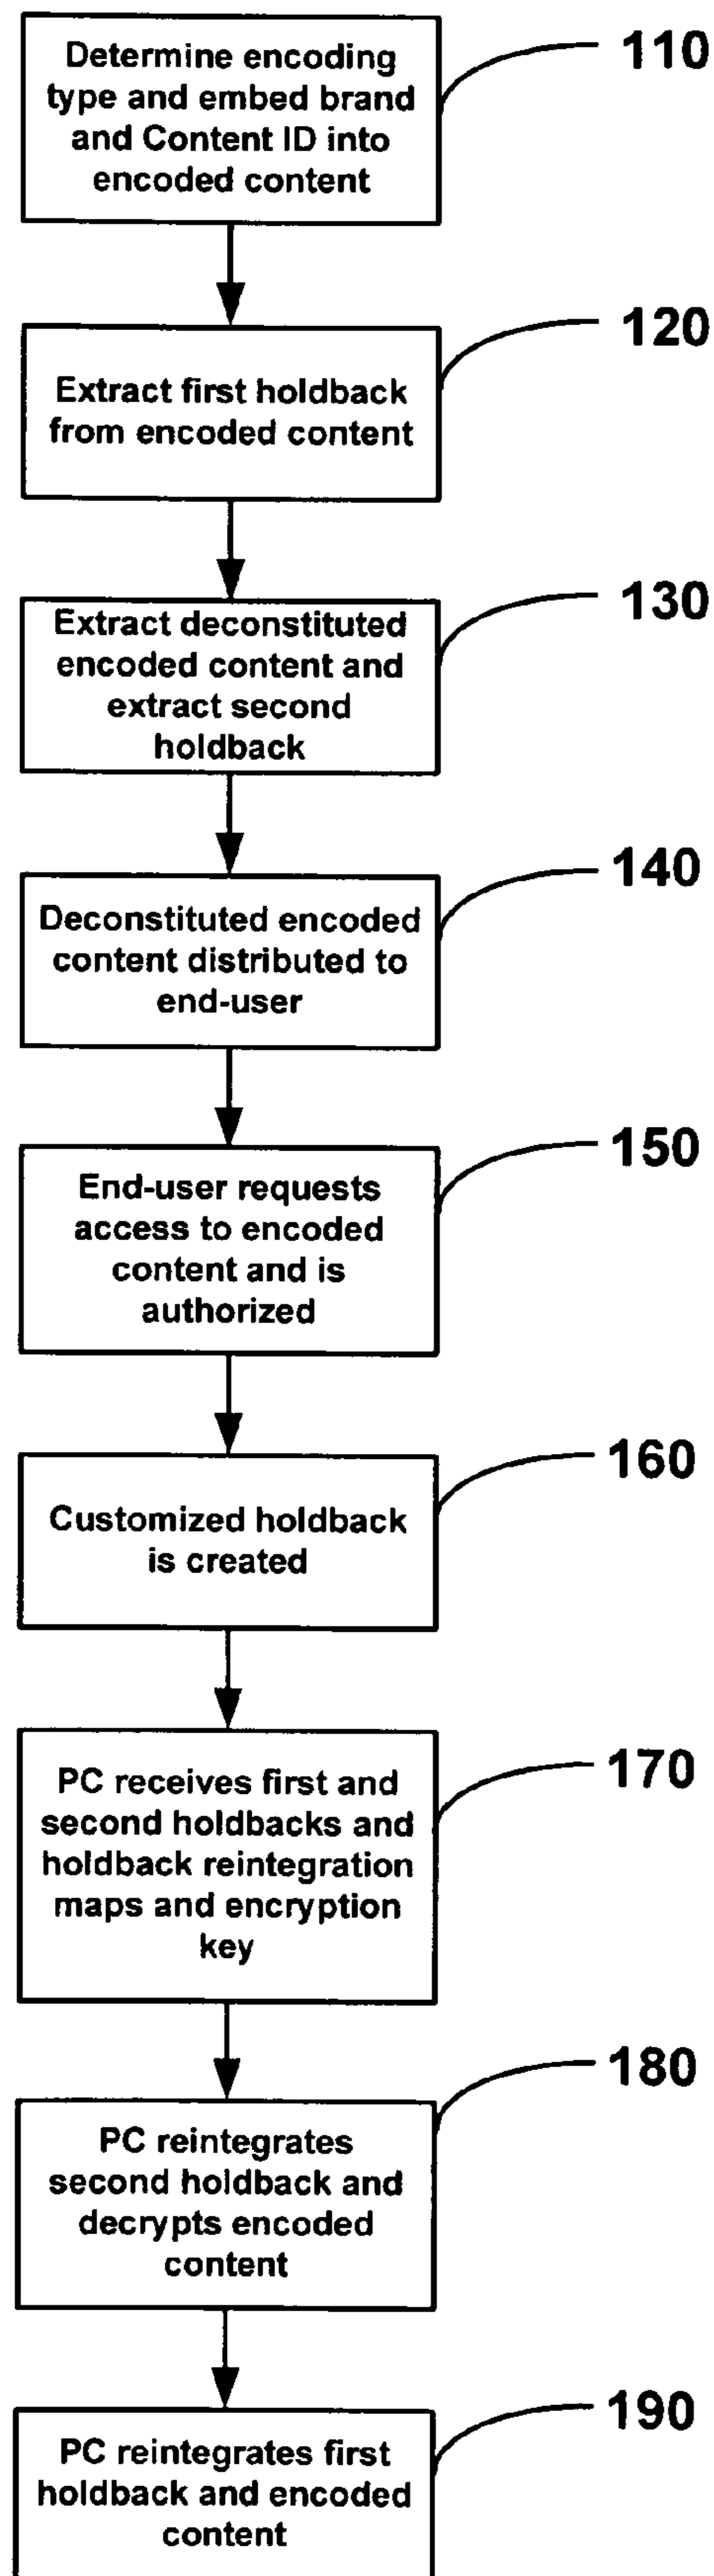 Determine encoding
type and embed brand
and Content ID into
encoded content
110
Extract first holdback
from encoded content
120
Extract deconstituted
encoded content and
extract second
holdback
130
Deconstituted encoded
content distributed to
end-user
140
End-user requests
access to encoded
content and is
authorized
150
Customized holdback
is created
160
PC receives first and
second holdbacks and
holdback reintegration
maps and encryption
key
170
PC reintegrates
second holdback and
decrypts encoded
content
180
PC reintegrates first
holdback and encoded
content
190